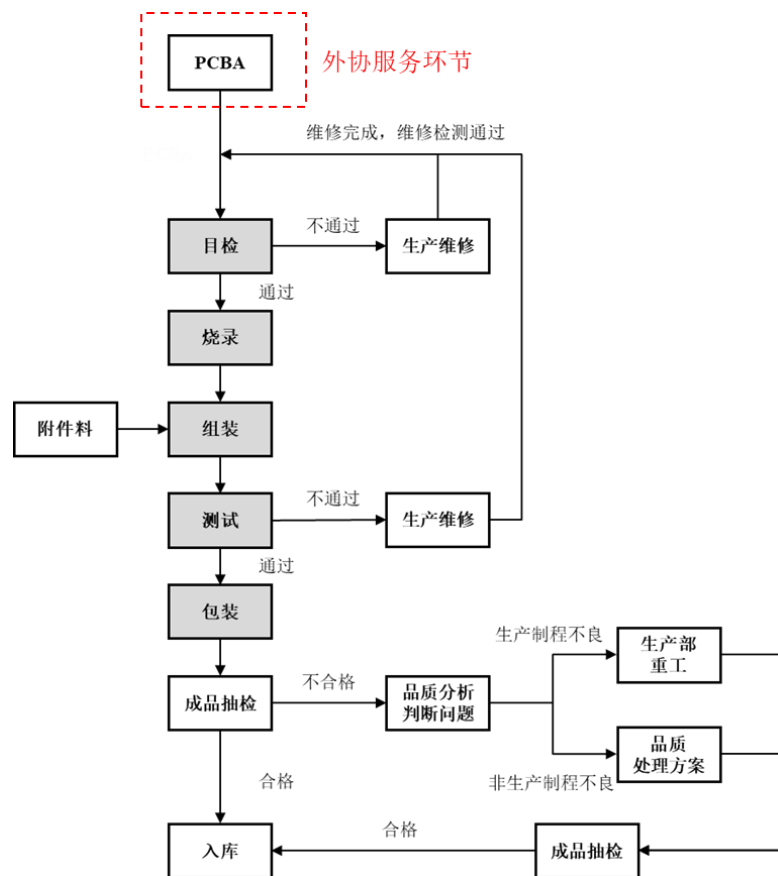 PCBA
外协服务环节
维修完成，维修检测通过
目检
不通过
生产维修
通过
烧录
附件料
组装
测试
不通过
生产维修
通过
包装
成品抽检
不合格
品质分析
判断问题
生产制程不良
生产部
重工
非生产制程不良
品质
处理方案
合格
入库
合格
成品抽检